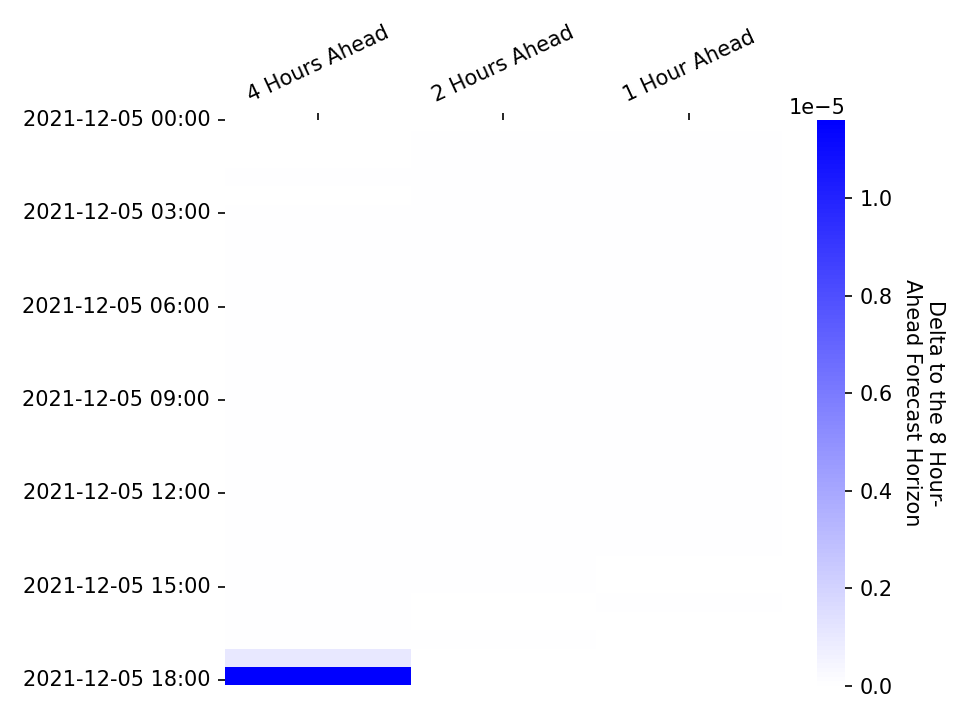 4 Hours Ahead
2 Hours Ahead
1 Hour Ahead
2021-12-05 00:00
2021-12-05 03:00
2021-12-05 06:00
2021-12-05 09:00
2021-12-05 12:00
2021-12-05 15:00
2021-12-05 18:00
1e−5
1.0
0.8
0.6
0.4
0.2
0.0
Delta to the 8 Hour-
Ahead Forecast Horizon